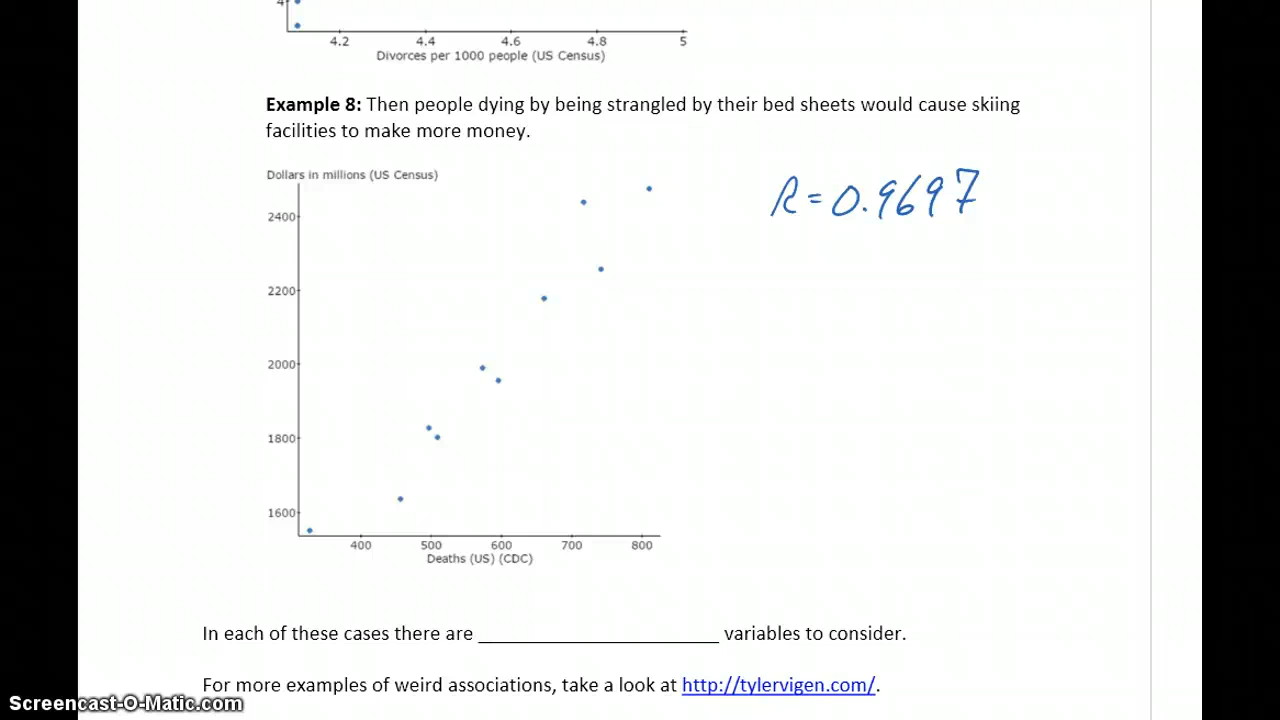 4
4.2 4.4 4.6 4.8 5
Divorces per 1000 people (US Census)
Example 8: Then people dying by being strangled by their bed sheets would cause skiing
facilities to make more money.
Dollars in millions (US Census)
R = 0.9697
2400
2200
2000
1800
1600
400 500 600 700 800
Deaths (US) (CDC)
In each of these cases there are ______________________ variables to consider.
For more examples of weird associations, take a look at http://tylervigen.com/.
Screencast-O-Matic.com